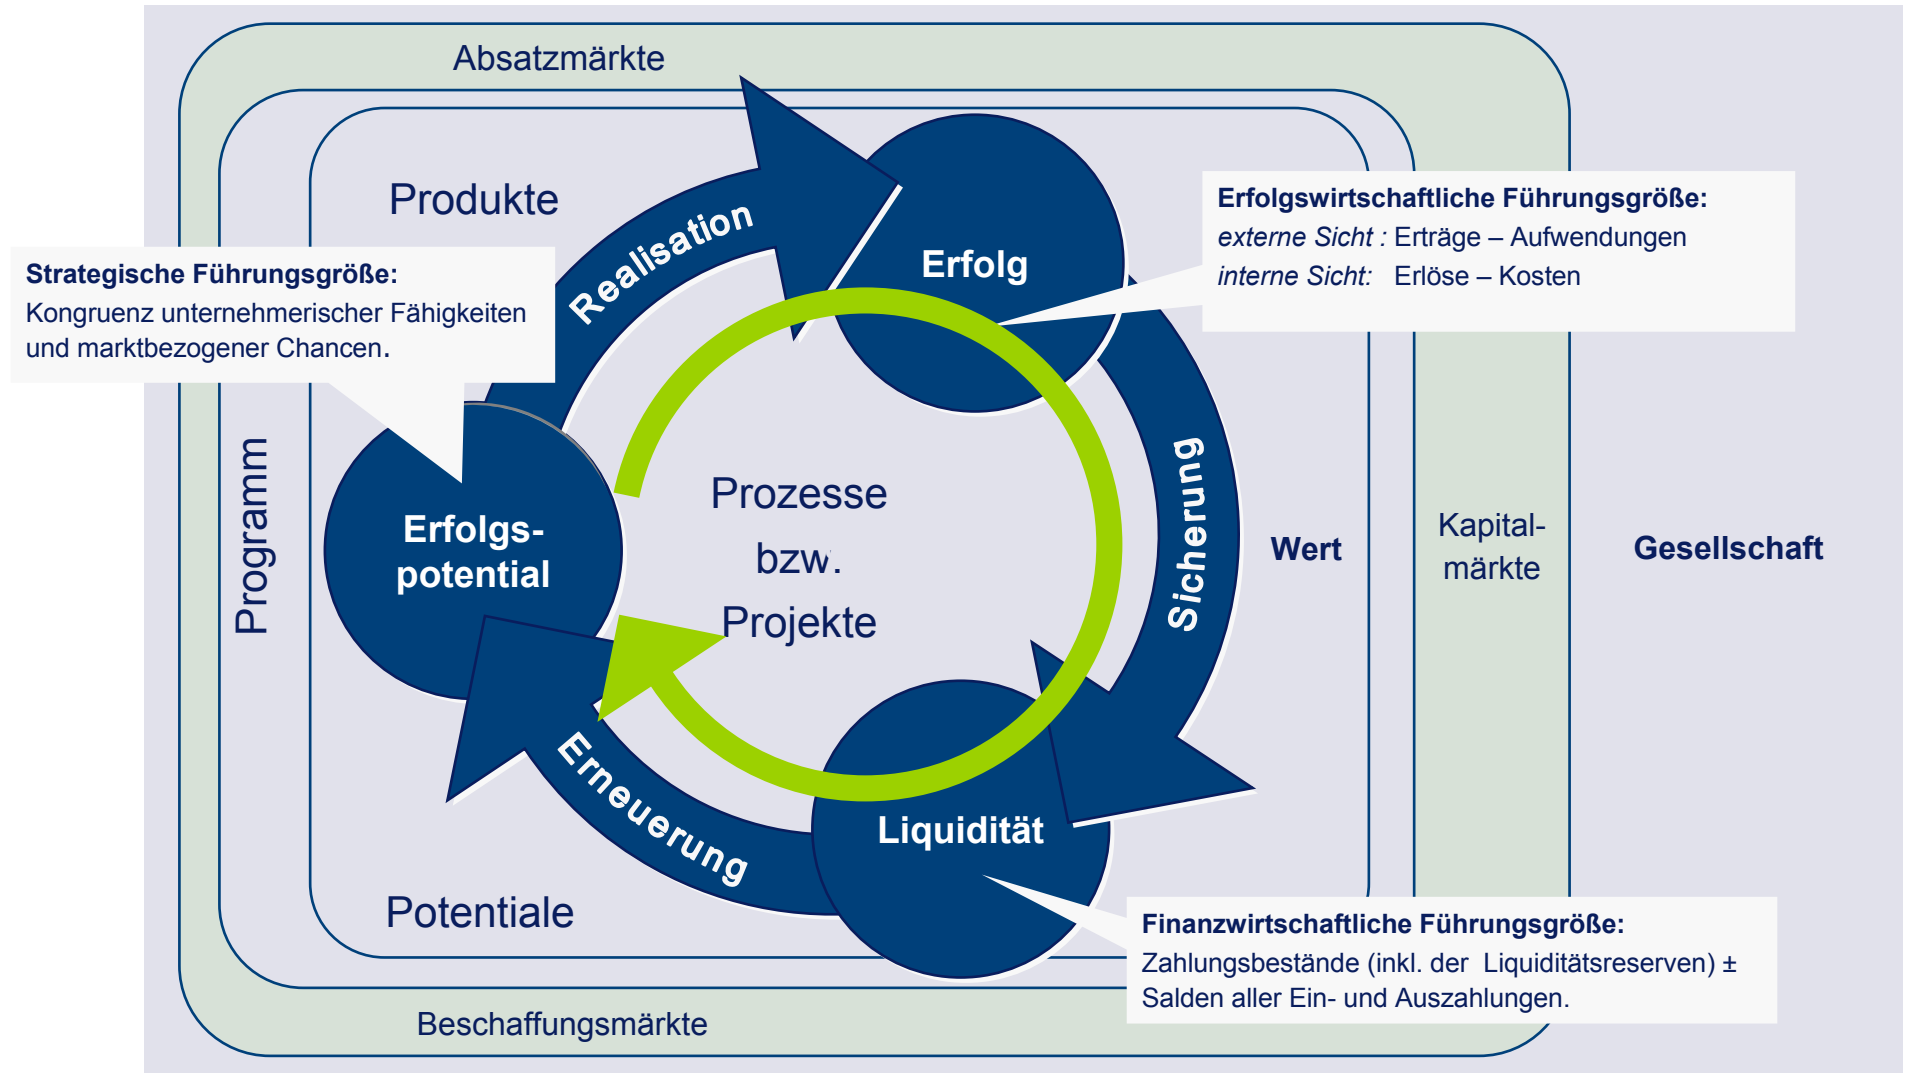 Absatzmärkte
Produkte
Realisation
Erfolg
Erfolgswirtschaftliche Führungsgröße:
externe Sicht : Erträge – Aufwendungen
interne Sicht: Erlöse – Kosten
Strategische Führungsgröße:
Kongruenz unternehmerischer Fähigkeiten
und marktbezogener Chancen.
Programm
Erfolgs-
potential
Prozesse
bzw.
Projekte
Sicherung
Wert
Kapital-
märkte
Gesellschaft
Erneuerung
Liquidität
Potentiale
Finanzwirtschaftliche Führungsgröße:
Zahlungsbestände (inkl. der Liquiditätsreserven) ±
Salden aller Ein- und Auszahlungen.
Beschaffungsmärkte